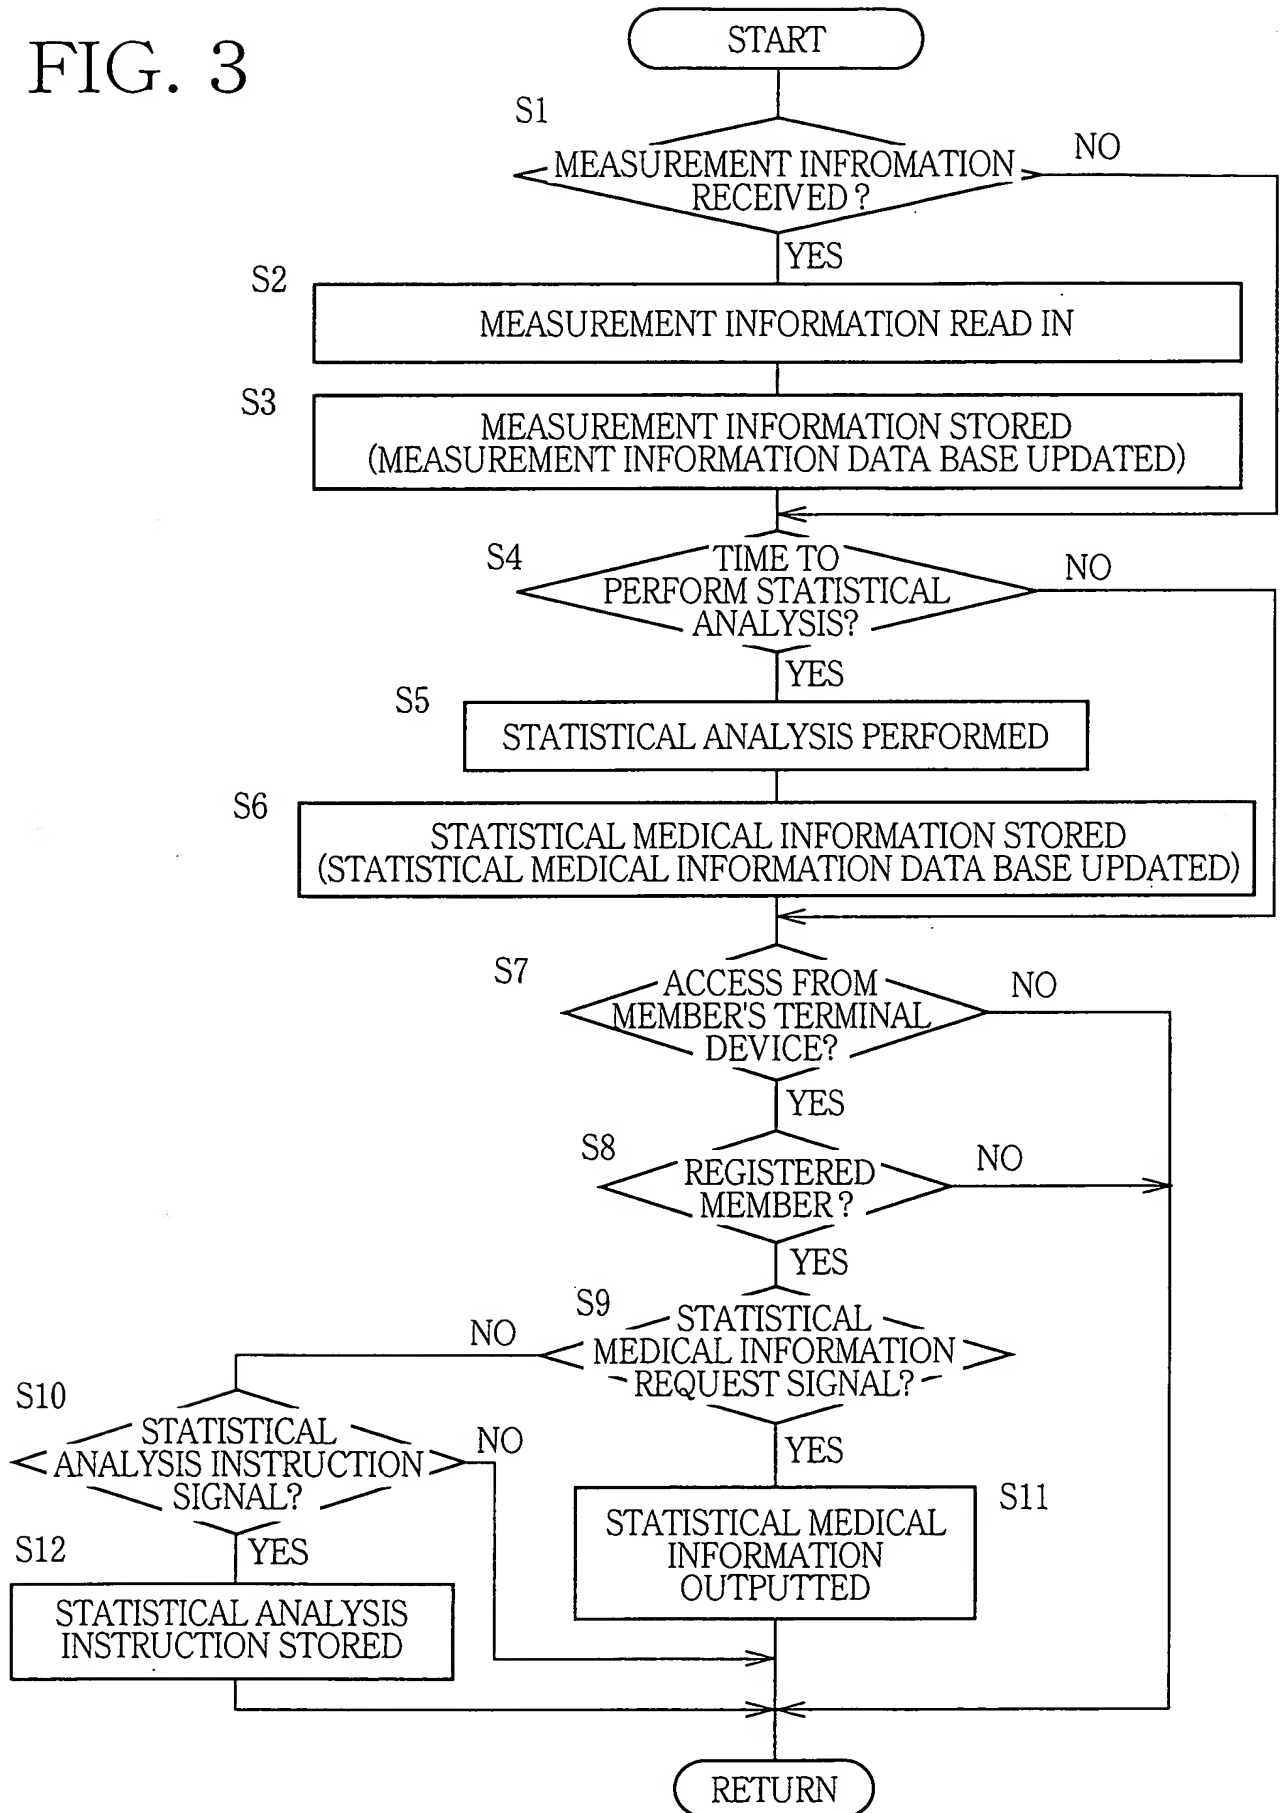 FIG. 3
START
S1
MEASUREMENT INFROMATION
RECEIVED?
NO
YES
S2
MEASUREMENT INFORMATION READ IN
S3
MEASUREMENT INFORMATION STORED
(MEASUREMENT INFORMATION DATA BASE UPDATED)
S4
TIME TO
PERFORM STATISTICAL
ANALYSIS?
NO
YES
S5
STATISTICAL ANALYSIS PERFORMED
S6
STATISTICAL MEDICAL INFORMATION STORED
(STATISTICAL MEDICAL INFORMATION DATA BASE UPDATED)
S7
ACCESS FROM
MEMBER'S TERMINAL
DEVICE?
NO
YES
S8
REGISTERED
MEMBER?
NO
YES
S9
STATISTICAL
MEDICAL INFORMATION
REQUEST SIGNAL?
NO
YES
S10
STATISTICAL
ANALYSIS INSTRUCTION
SIGNAL?
NO
YES
S11
STATISTICAL MEDICAL
INFORMATION
OUTPUTTED
S12
STATISTICAL ANALYSIS
INSTRUCTION STORED
RETURN